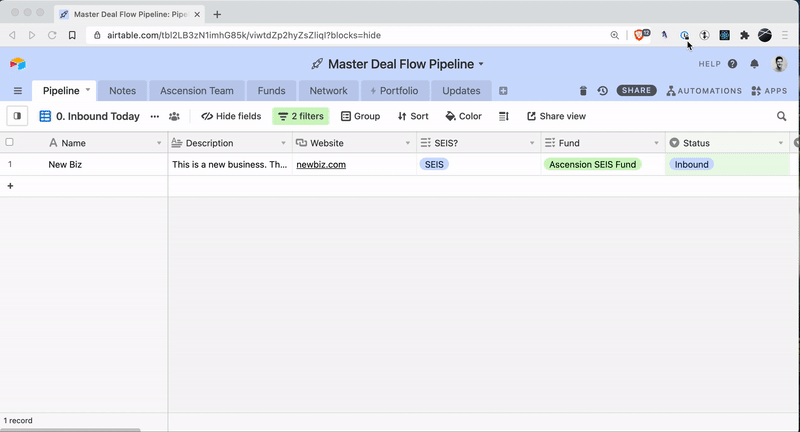 Master Deal Flow Pipeline: Pipe
airtable.com/tbl2LB3zN1imhG85k/viwtdZp2hyZsZliqI?blocks=hide
12
Master Deal Flow Pipeline
HELP
Pipeline
Notes
Ascension Team
Funds
Network
Portfolio
Updates
SHARE
AUTOMATIONS
APPS
0. Inbound Today
Hide fields
2 filters
Group
Sort
Color
Share view
Name
Description
Website
SEIS?
Fund
Status
1
New Biz
This is a new business. Th...
newbiz.com
SEIS
Ascension SEIS Fund
Inbound
1 record